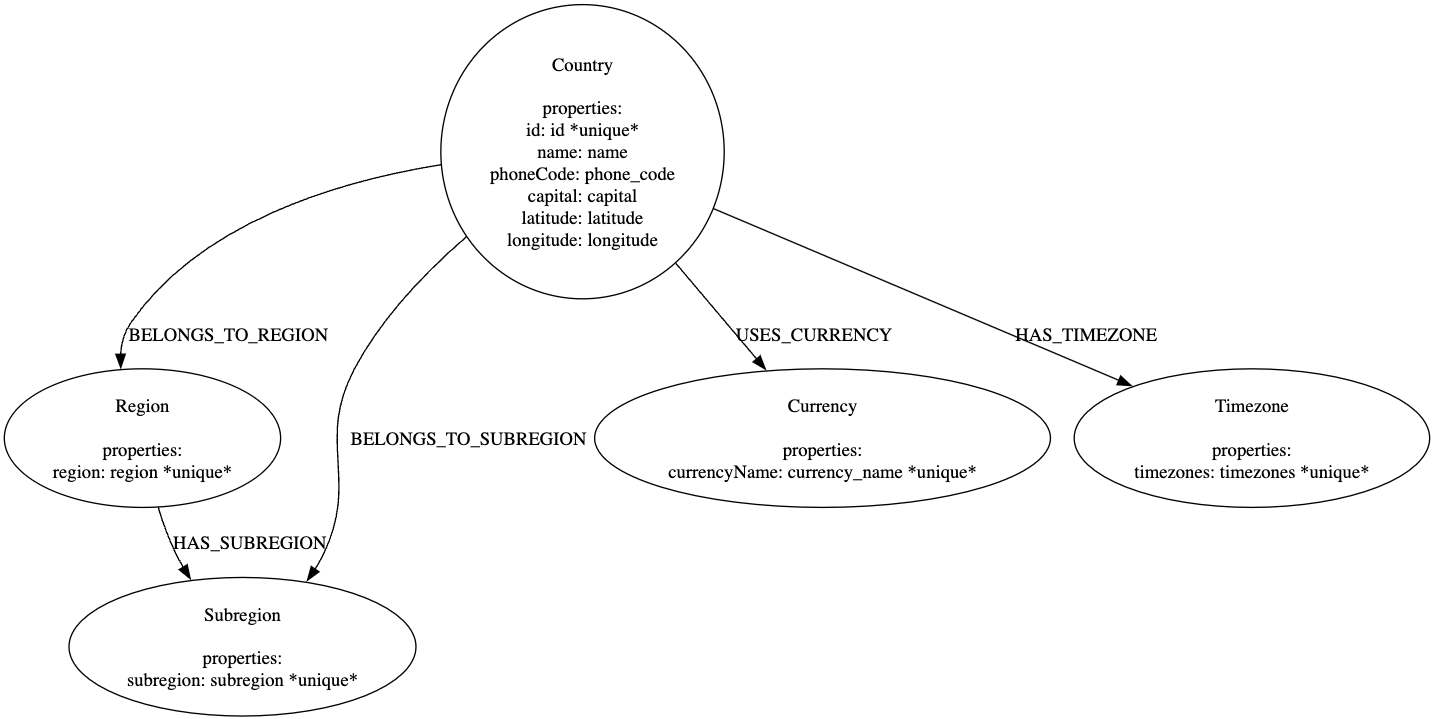 Country
properties:
id: id *unique*
name: name
phoneCode: phone_code
capital: capital
latitude: latitude
longitude: longitude
BELONGS_TO_REGION
USES_CURRENCY
HAS_TIMEZONE
Region
properties:
region: region *unique*
BELONGS_TO_SUBREGION
Currency
properties:
currencyName: currency_name *unique*
Timezone
properties:
timezones: timezones *unique*
HAS_SUBREGION
Subregion
properties:
subregion: subregion *unique*